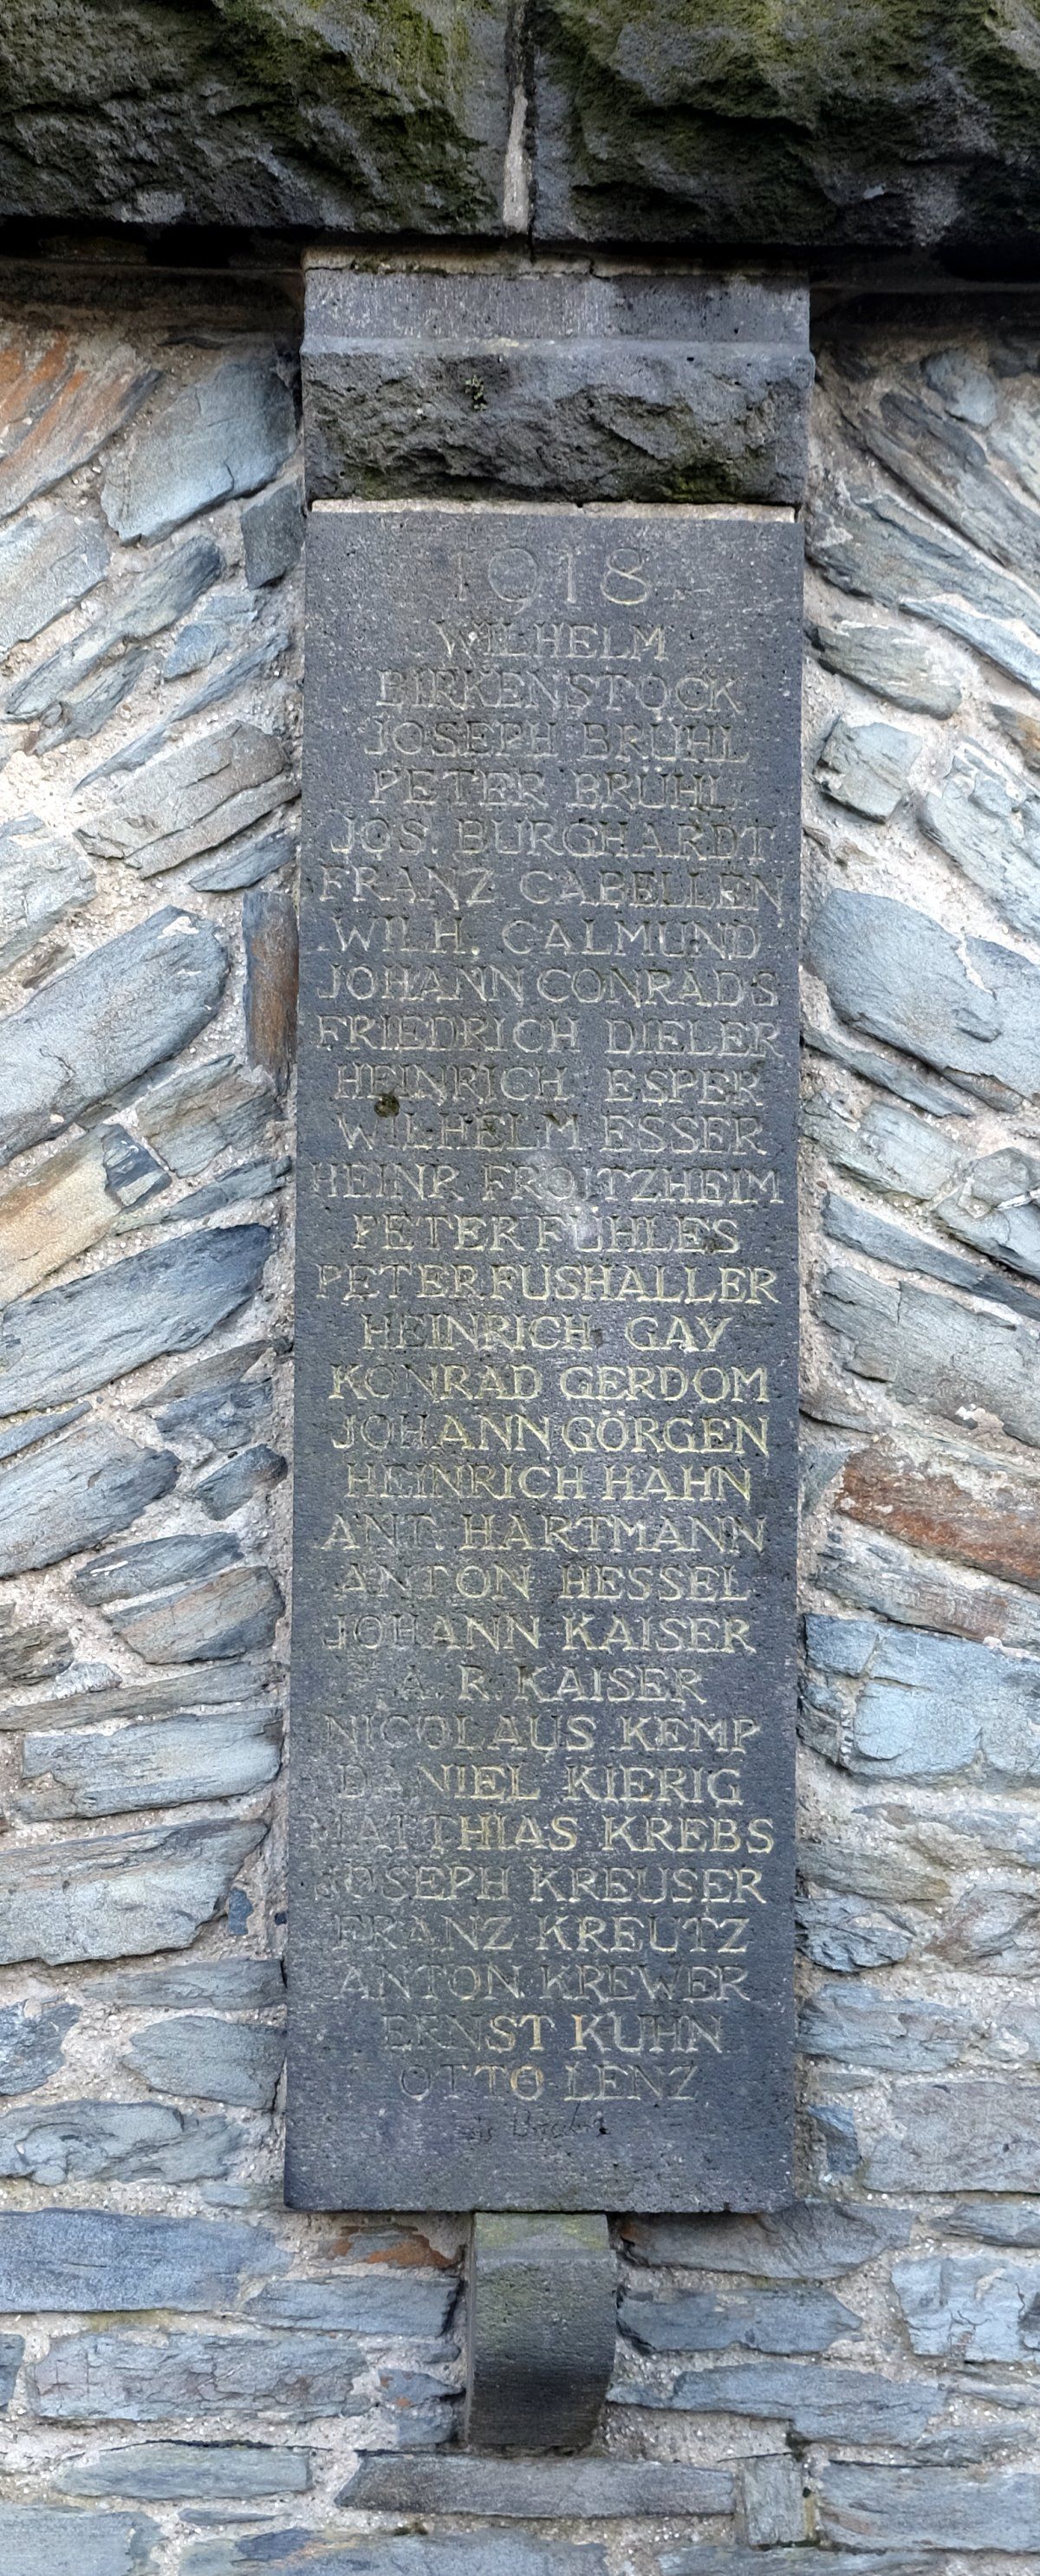 1918
WILHELM
BIRKENSTOCK
JOSEPH BRÜHL
PETER BRÜHL
JOS. BURGHARDT
FRANZ CAPELLEN
WILH. CALMUND
JOHANN CONRADS
FRIEDRICH DIELER
HEINRICH ESPER
WILHELM ESSER
HEINR. FROITZHEIM
PETER FUHLES
PETER FUSHALLER
HEINRICH GAY
KONRAD GERDOM
JOHANN GÖRGEN
HEINRICH HAHN
ANT. HARTMANN
ANTON HESSEL
JOHANN KAISER
A. R. KAISER
NICOLAUS KEMP
DANIEL KIERIG
MATTHIAS KREBS
JOSEPH KREUSER
FRANZ KREUTZ
ANTON KREWER
ERNST KUHN
OTTO LENZ